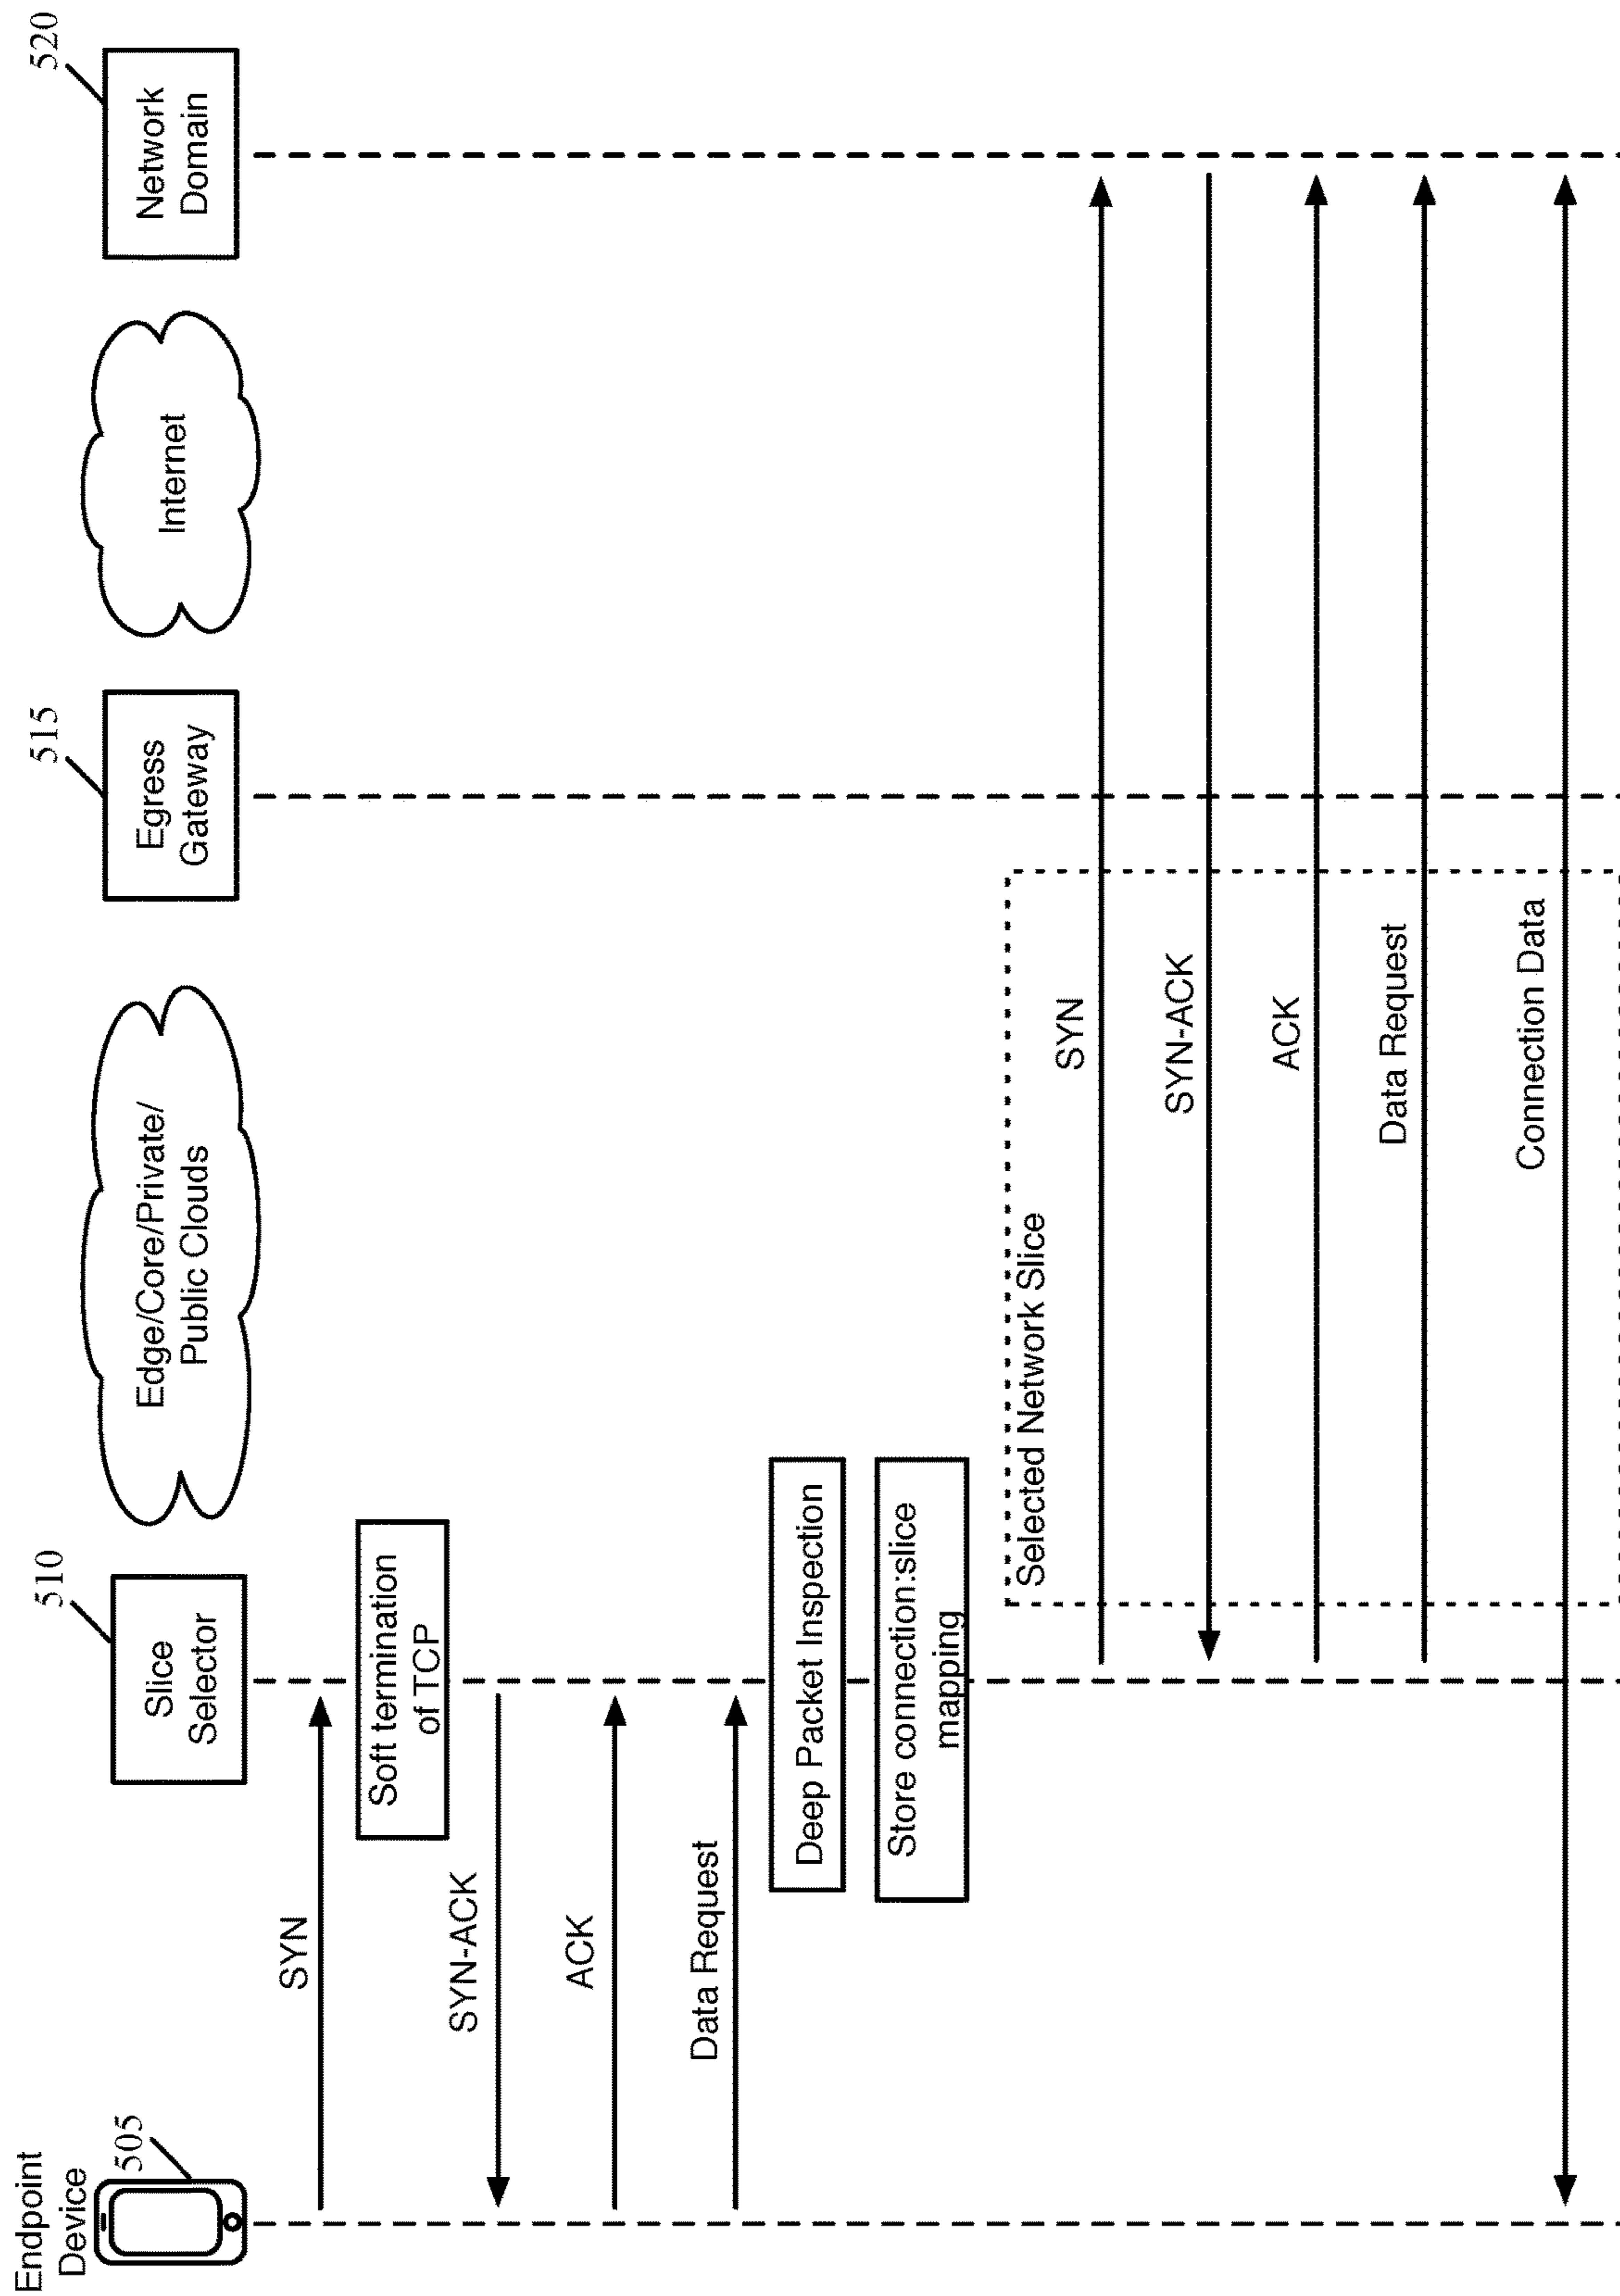 Endpoint
Device
505
510
Slice
Selector
Edge/Core/Private/
Public Clouds
515
Egress
Gateway
Internet
520
Network
Domain
SYN
Soft termination
of TCP
SYN-ACK
ACK
Data Request
Deep Packet Inspection
Store connection:slice
mapping
Selected Network Slice
SYN
SYN-ACK
ACK
Data Request
Connection Data